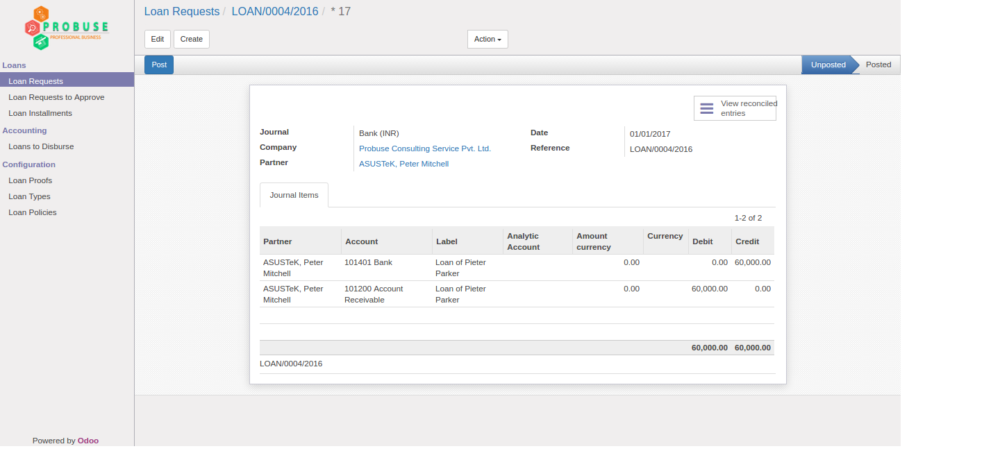 PROBUSE
PROFESSIONAL BUSINESS
Loans
Loan Requests
Loan Requests to Approve
Loan Installments
Accounting
Loans to Disburse
Configuration
Loan Proofs
Loan Types
Loan Policies
Powered by Odoo
Loan Requests / LOAN/0004/2016 / * 17
Edit Create Action
Post Unposted Posted
View reconciled
entries
Journal Bank (INR) Date 01/01/2017
Company Probuse Consulting Service Pvt. Ltd. Reference LOAN/0004/2016
Partner ASUSTeK, Peter Mitchell
Journal Items
1-2 of 2
Partner Account Label Analytic Account Amount currency Currency Debit Credit
ASUSTeK, Peter 101401 Bank Loan of Pieter 0.00 0.00 60,000.00
Mitchell Parker
ASUSTeK, Peter 101200 Account Loan of Pieter 0.00 60,000.00 0.00
Mitchell Receivable Parker
60,000.00 60,000.00
LOAN/0004/2016